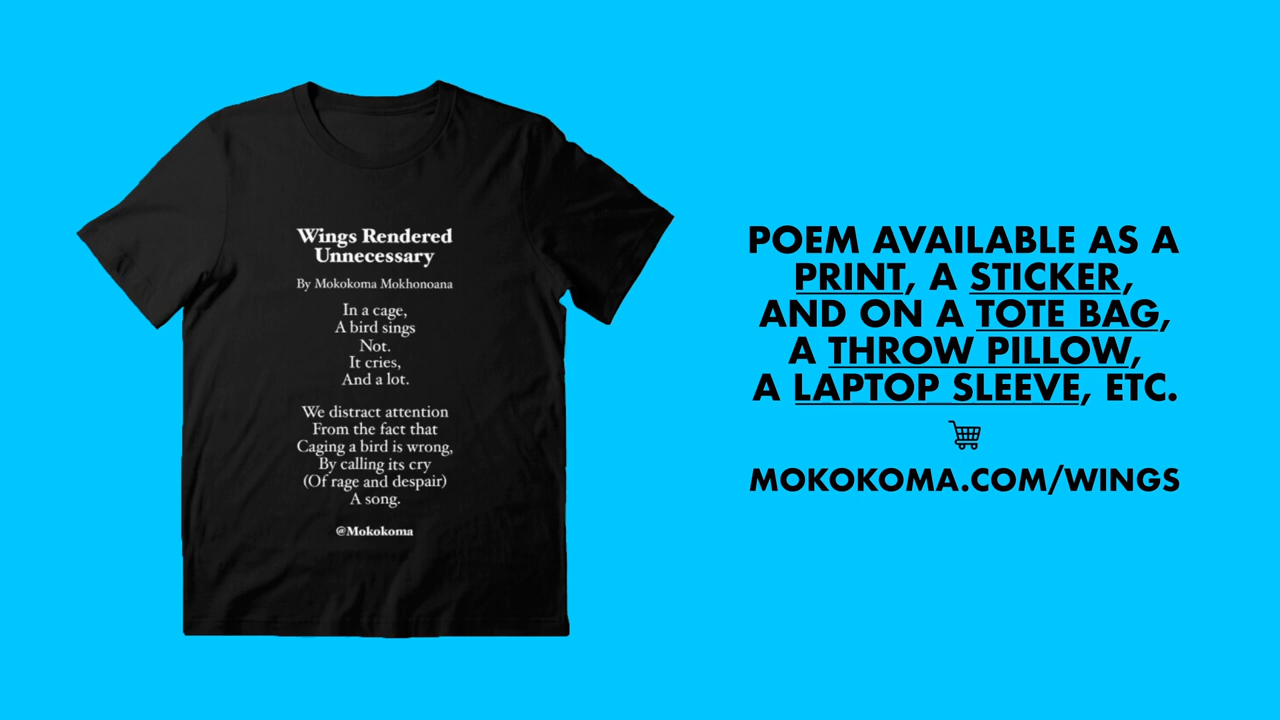 Wings Rendered
Unnecessary
By Mokokoma Mokhonoana
In a cage,
A bird sings
Not.
It cries,
And a lot.
We distract attention
From the fact that
Caging a bird is wrong,
By calling its cry
(Of rage and despair)
A song.
@Mokokoma
POEM AVAILABLE AS A
PRINT, A STICKER,
AND ON A TOTE BAG,
A THROW PILLOW,
A LAPTOP SLEEVE, ETC.
MOKOKOMA.COM/WINGS